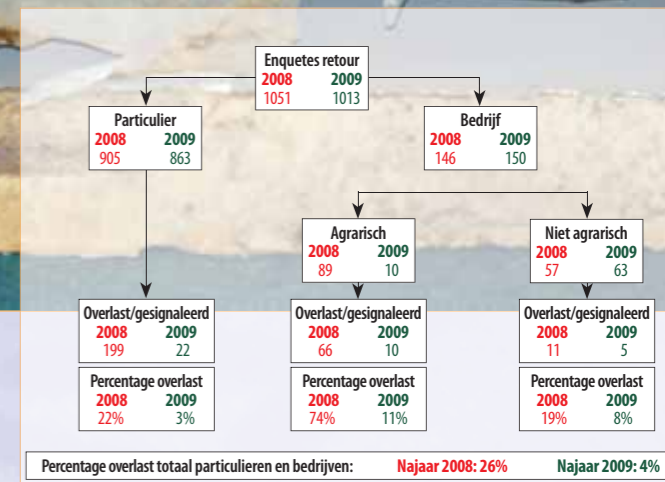 Enquetes retour
2008 2009
1051 1013
Particulier
2008 2009
905 863
Bedrijf
2008 2009
146 150
Agrarisch
2008 2009
89 10
Niet agrarisch
2008 2009
57 63
Overlast/gesignaleerd
2008 2009
199 22
Overlast/gesignaleerd
2008 2009
66 10
Overlast/gesignaleerd
2008 2009
11 5
Percentage overlast
2008 2009
22% 3%
Percentage overlast
2008 2009
74% 11%
Percentage overlast
2008 2009
19% 8%
Percentage overlast totaal particulieren en bedrijven: Najaar 2008: 26% Najaar 2009: 4%